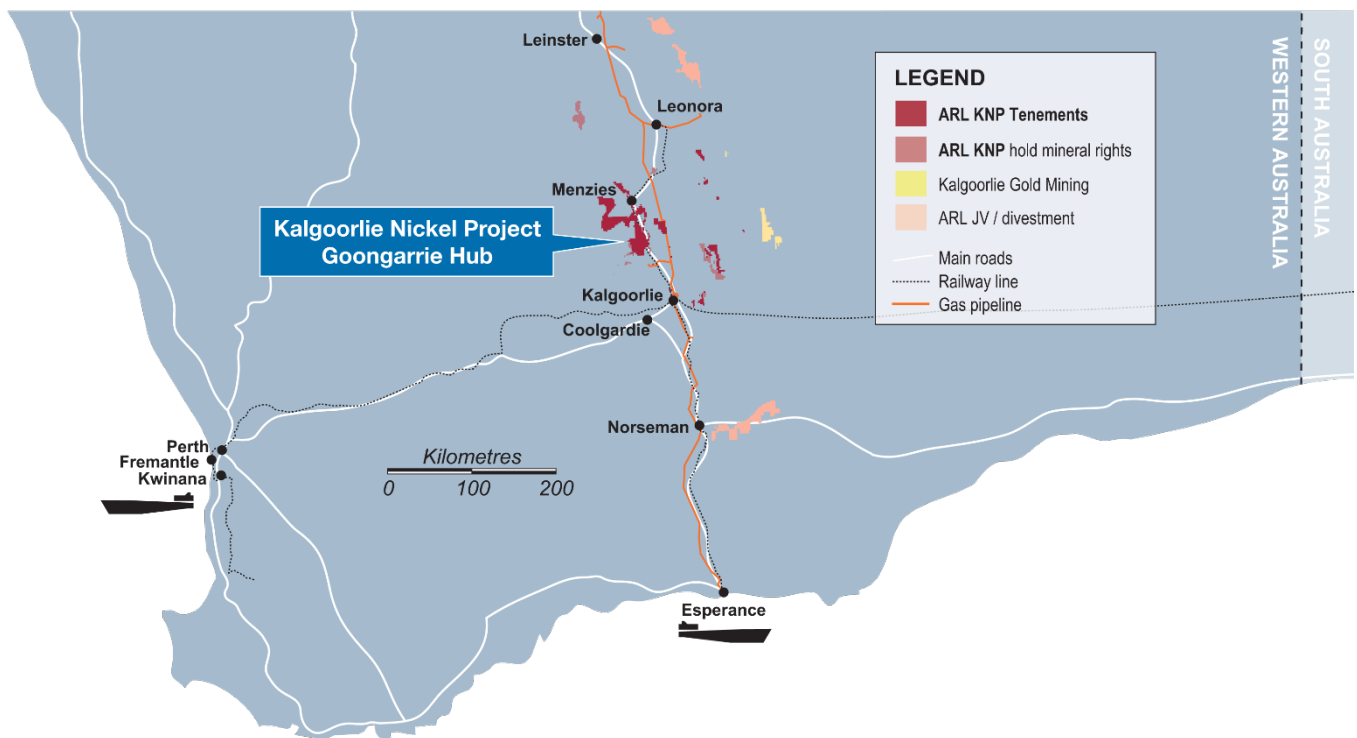 Leinster
Leonora
Menzies
Kalgoorlie Nickel Project
Goongarrie Hub
Kalgoorlie
Coolgardie
Norseman
Perth
Fremantle
Kwinana
Kilometres
0 100 200
Esperance
LEGEND
ARL KNP Tenements
ARL KNP hold mineral rights
Kalgoorlie Gold Mining
ARL JV / divestment
Main roads
Railway line
Gas pipeline
WESTERN AUSTRALIA
SOUTH AUSTRALIA